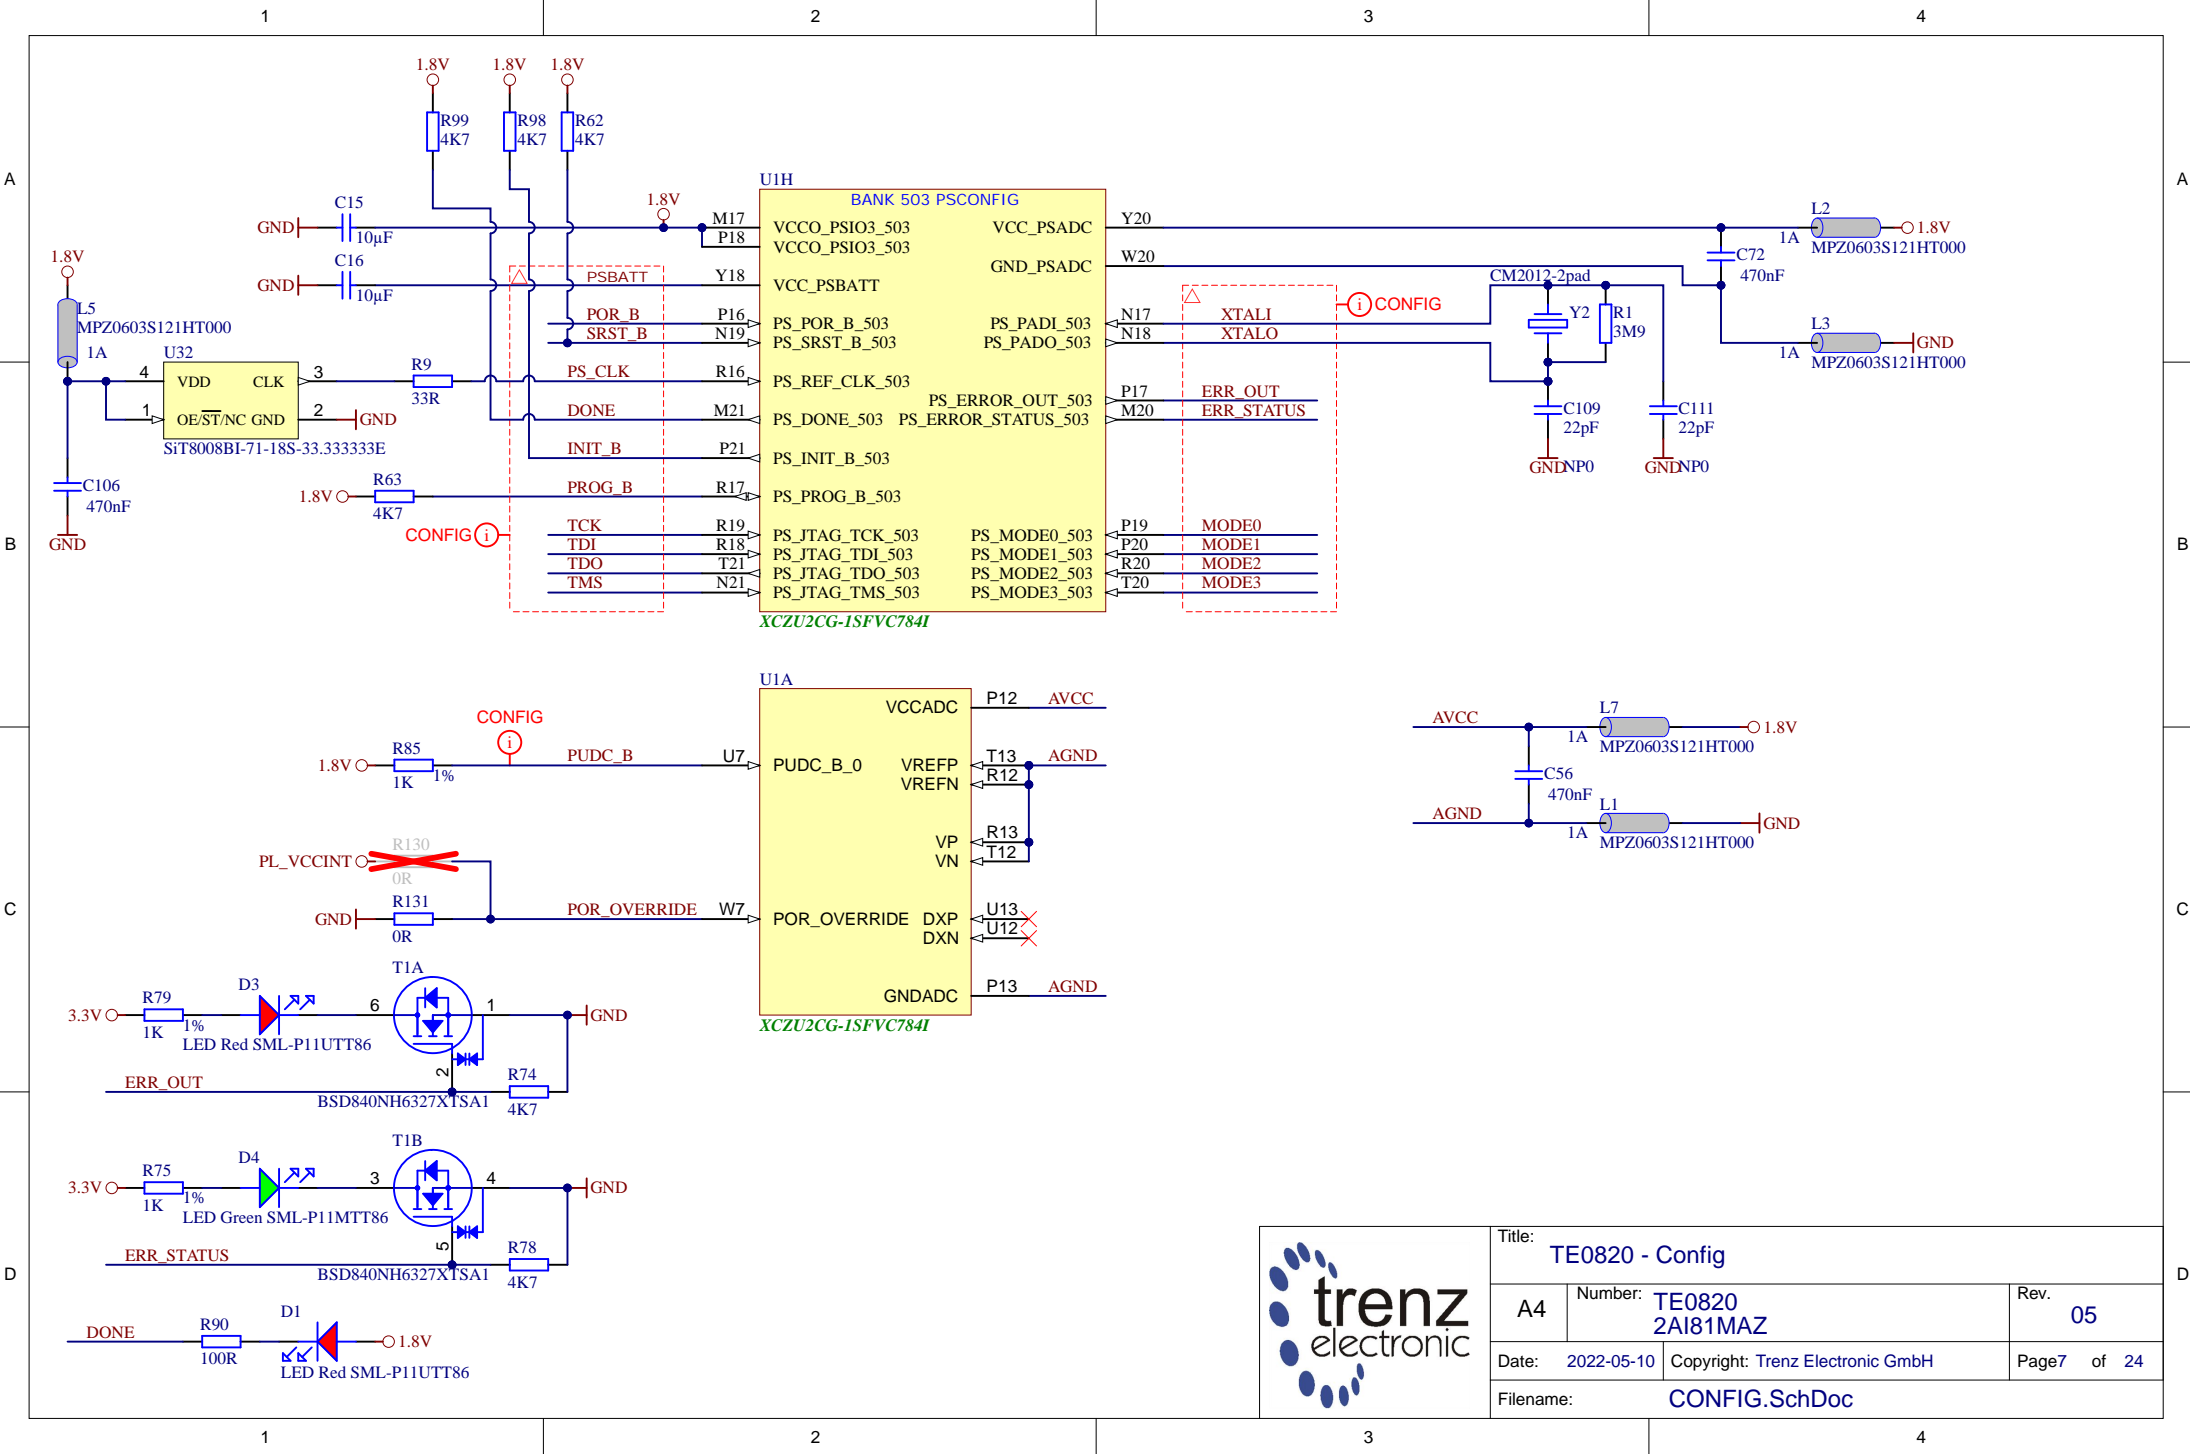 1 2 3 4
A A
B B
C C
D D
1.8V 1.8V 1.8V
R99 R98 R62
4K7 4K7 4K7
C15
GND 10µF
1.8V
C16
GND 10µF
1.8V
L5
MPZ0603S121HT000
1A
U32
4 VDD CLK 3
1 OE/ST/NC GND 2 GND
SiT8008BI-71-18S-33.333333E
C106
470nF
GND
R9
33R
1.8V R63
4K7
CONFIG i
PSBATT
POR_B
SRST_B
PS_CLK
DONE
INIT_B
PROG_B
TCK
TDI
TDO
TMS
U1H
BANK 503 PSCONFIG
M17 VCCO_PSIO3_503 VCC_PSADC Y20
P18 VCCO_PSIO3_503
GND_PSADC W20
Y18 VCC_PSBATT
P16 PS_POR_B_503 PS_PADI_503 N17 XTALI
N19 PS_SRST_B_503 PS_PADO_503 N18 XTALO
R16 PS_REF_CLK_503
PS_ERROR_OUT_503 P17 ERR_OUT
M21 PS_DONE_503 PS_ERROR_STATUS_503 M20 ERR_STATUS
P21 PS_INIT_B_503
R17 PS_PROG_B_503
R19 PS_JTAG_TCK_503 PS_MODE0_503 P19 MODE0
R18 PS_JTAG_TDI_503 PS_MODE1_503 P20 MODE1
T21 PS_JTAG_TDO_503 PS_MODE2_503 R20 MODE2
N21 PS_JTAG_TMS_503 PS_MODE3_503 T20 MODE3
XCZU2CG-1SFVC784I
i CONFIG
CM2012-2pad
Y2 R1
3M9
C109
22pF
GND NP0
C111
22pF
GND NP0
L2
1A 1.8V
MPZ0603S121HT000
C72
470nF
L3
1A GND
MPZ0603S121HT000
U1A
VCCADC P12 AVCC
U7 PUDC_B_0 VREFP T13 AGND
VREFN R12
VP R13
VN T12
W7 POR_OVERRIDE DXP U13
DXN U12
GNDADC P13 AGND
XCZU2CG-1SFVC784I
CONFIG
i
1.8V R85 PUDC_B
1K 1%
R130
PL_VCCINT
0R
R131
GND POR_OVERRIDE
0R
AVCC L7
1A 1.8V
MPZ0603S121HT000
C56
470nF
AGND L1
1A GND
MPZ0603S121HT000
T1A
3.3V R79 D3 6 1 GND
1K 1%
LED Red SML-P11UTT86
2
ERR_OUT R74
BSD840NH6327XTSA1 4K7
T1B
3.3V R75 D4 3 4 GND
1K 1%
LED Green SML-P11MTT86
5
ERR_STATUS R78
BSD840NH6327XTSA1 4K7
D1
DONE R90 1.8V
100R
LED Red SML-P11UTT86
trenz
electronic
Title:
TE0820 - Config
A4 Number: TE0820
2AI81MAZ
Rev.
05
Date: 2022-05-10 Copyright: Trenz Electronic GmbH Page7 of 24
Filename: CONFIG.SchDoc
1 2 3 4